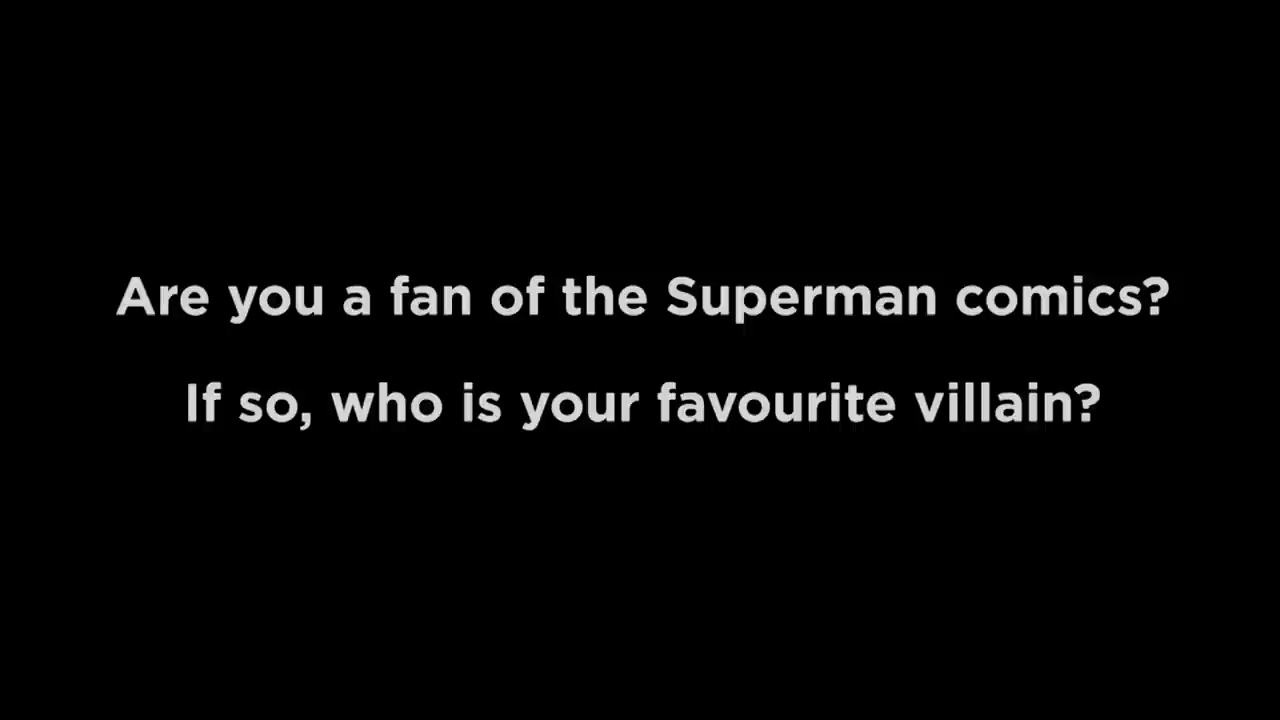 Are you a fan of the Superman comics?
If so, who is your favourite villain?